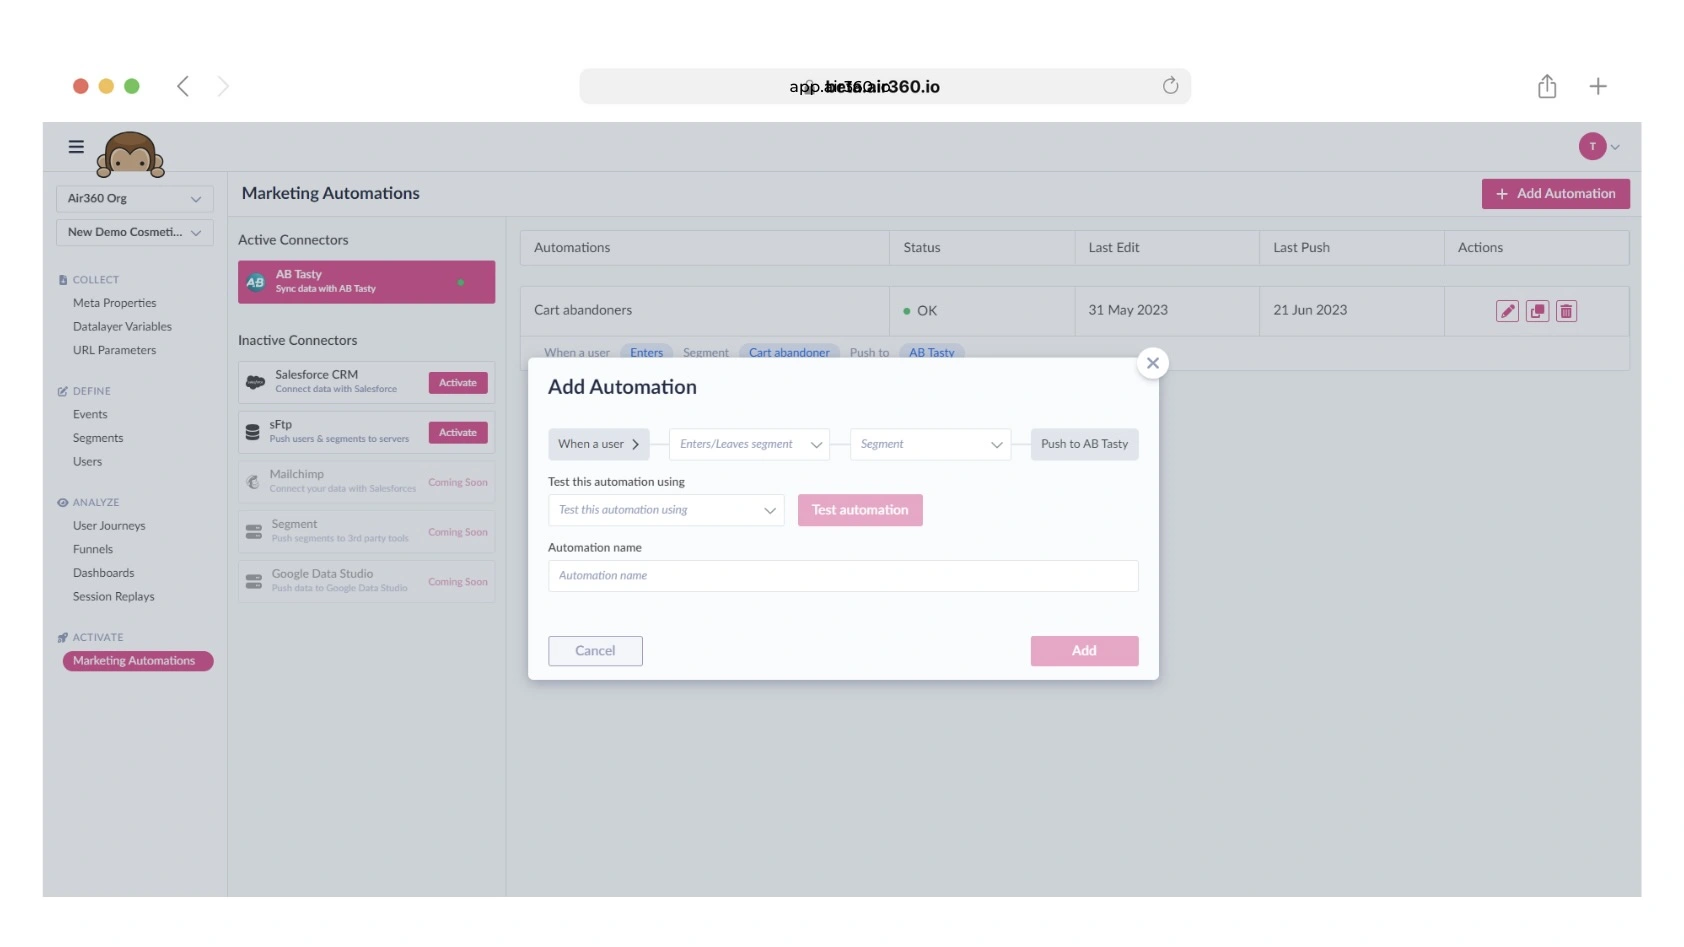 app.air360.io
beta.air360.io
T
Air360 Org
New Demo Cosmeti...
COLLECT
Meta Properties
Datalayer Variables
URL Parameters
DEFINE
Events
Segments
Users
ANALYZE
User Journeys
Funnels
Dashboards
Session Replays
ACTIVATE
Marketing Automations
Marketing Automations
+ Add Automation
Active Connectors
AB
AB Tasty
Sync data with AB Tasty
Inactive Connectors
Salesforce CRM
Connect data with Salesforce
Activate
sFtp
Push users & segments to servers
Activate
Mailchimp
Connect your data with Salesforces
Coming Soon
Segment
Push segments to 3rd party tools
Coming Soon
Google Data Studio
Push data to Google Data Studio
Coming Soon
Automations Status Last Edit Last Push Actions
Cart abandoners OK 31 May 2023 21 Jun 2023
When a user Enters Segment Cart abandoner Push to AB Tasty
Add Automation
When a user Enters/Leaves segment Segment Push to AB Tasty
Test this automation using
Test this automation using Test automation
Automation name
Automation name
Cancel Add